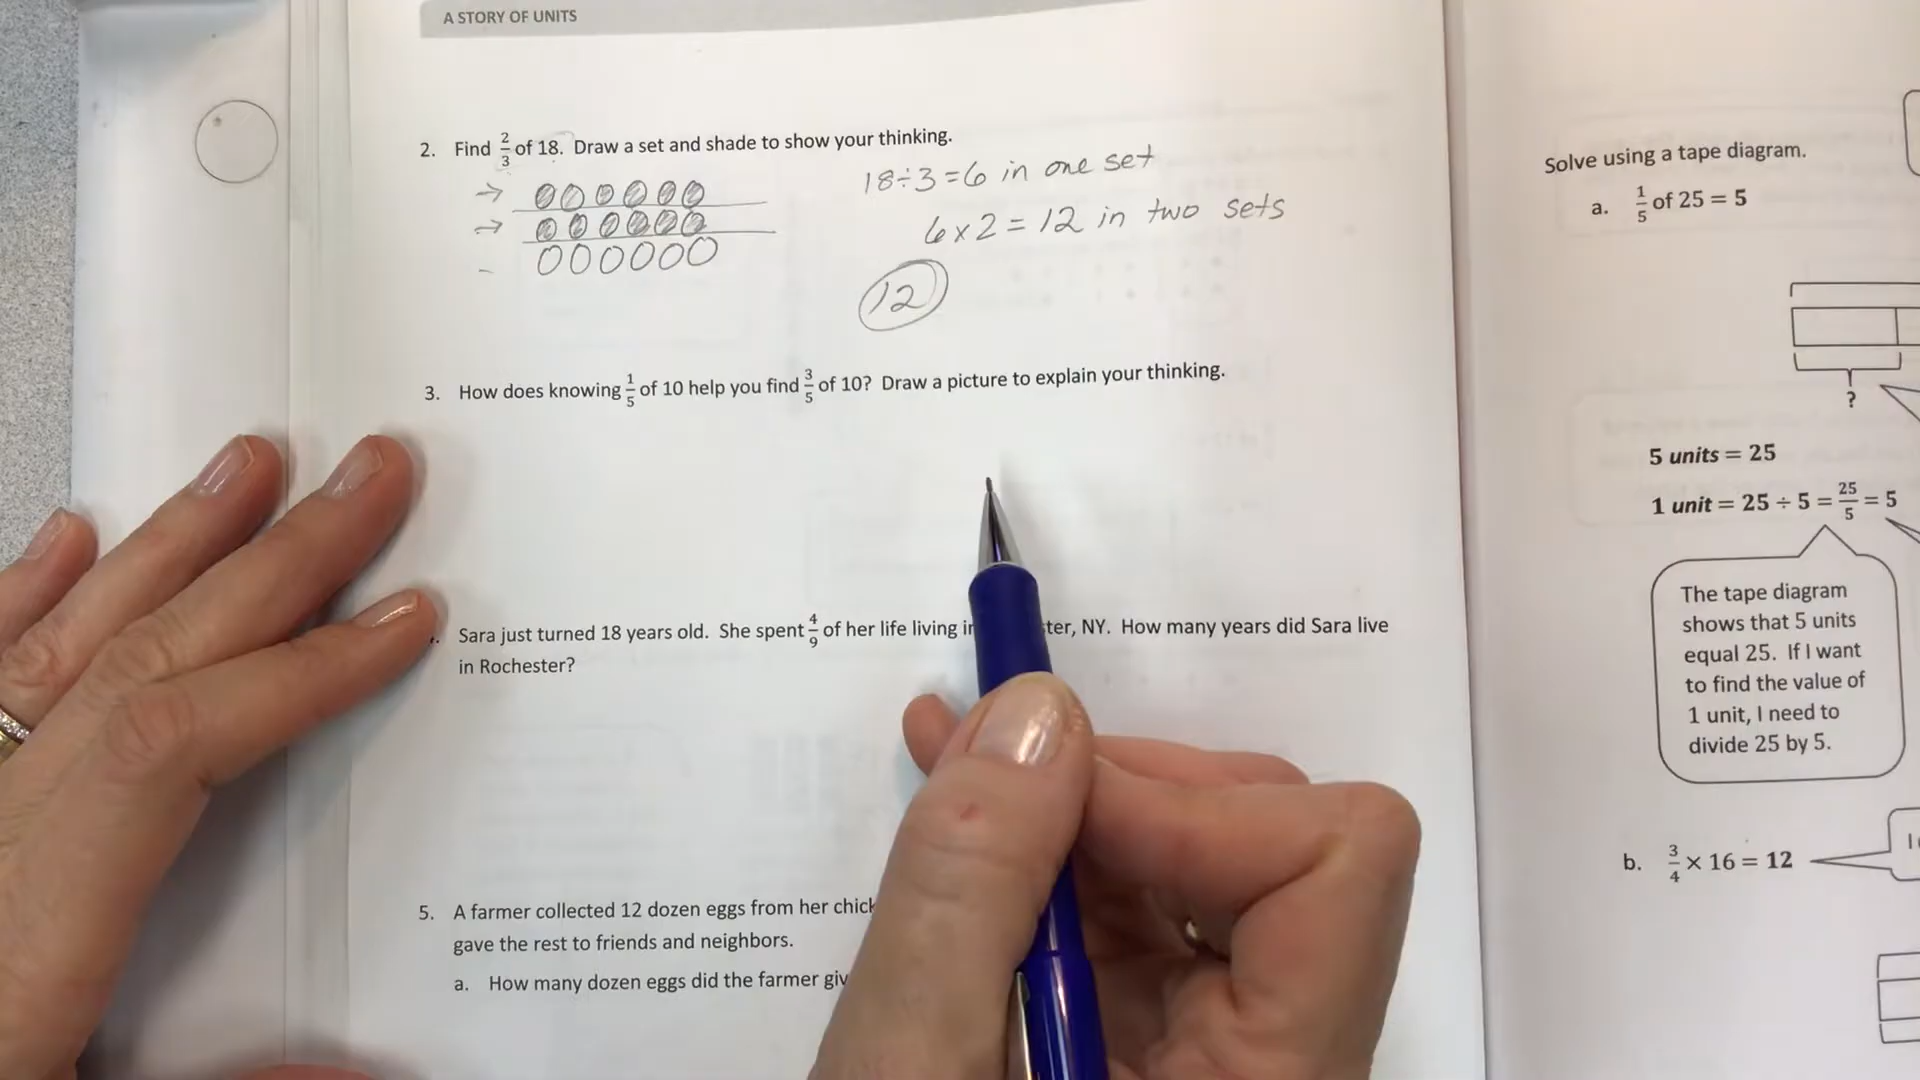 A STORY OF UNITS
2. Find 2/3 of 18. Draw a set and shade to show your thinking.
18÷3=6 in one set
6x2=12 in two sets
12
3. How does knowing 1/5 of 10 help you find 3/5 of 10? Draw a picture to explain your thinking.
Sara just turned 18 years old. She spent 4/9 of her life living in ter, NY. How many years did Sara live
in Rochester?
5. A farmer collected 12 dozen eggs from her
gave the rest to friends and neighbors.
a. How many dozen eggs did the farmer
Solve using a tape diagram.
a. 1/5 of 25 = 5
?
5 units = 25
1 unit = 25 ÷ 5 = 25/5 = 5
The tape diagram
shows that 5 units
equal 25. If I want
to find the value of
1 unit, I need to
divide 25 by 5.
b. 3/4 × 16 = 12